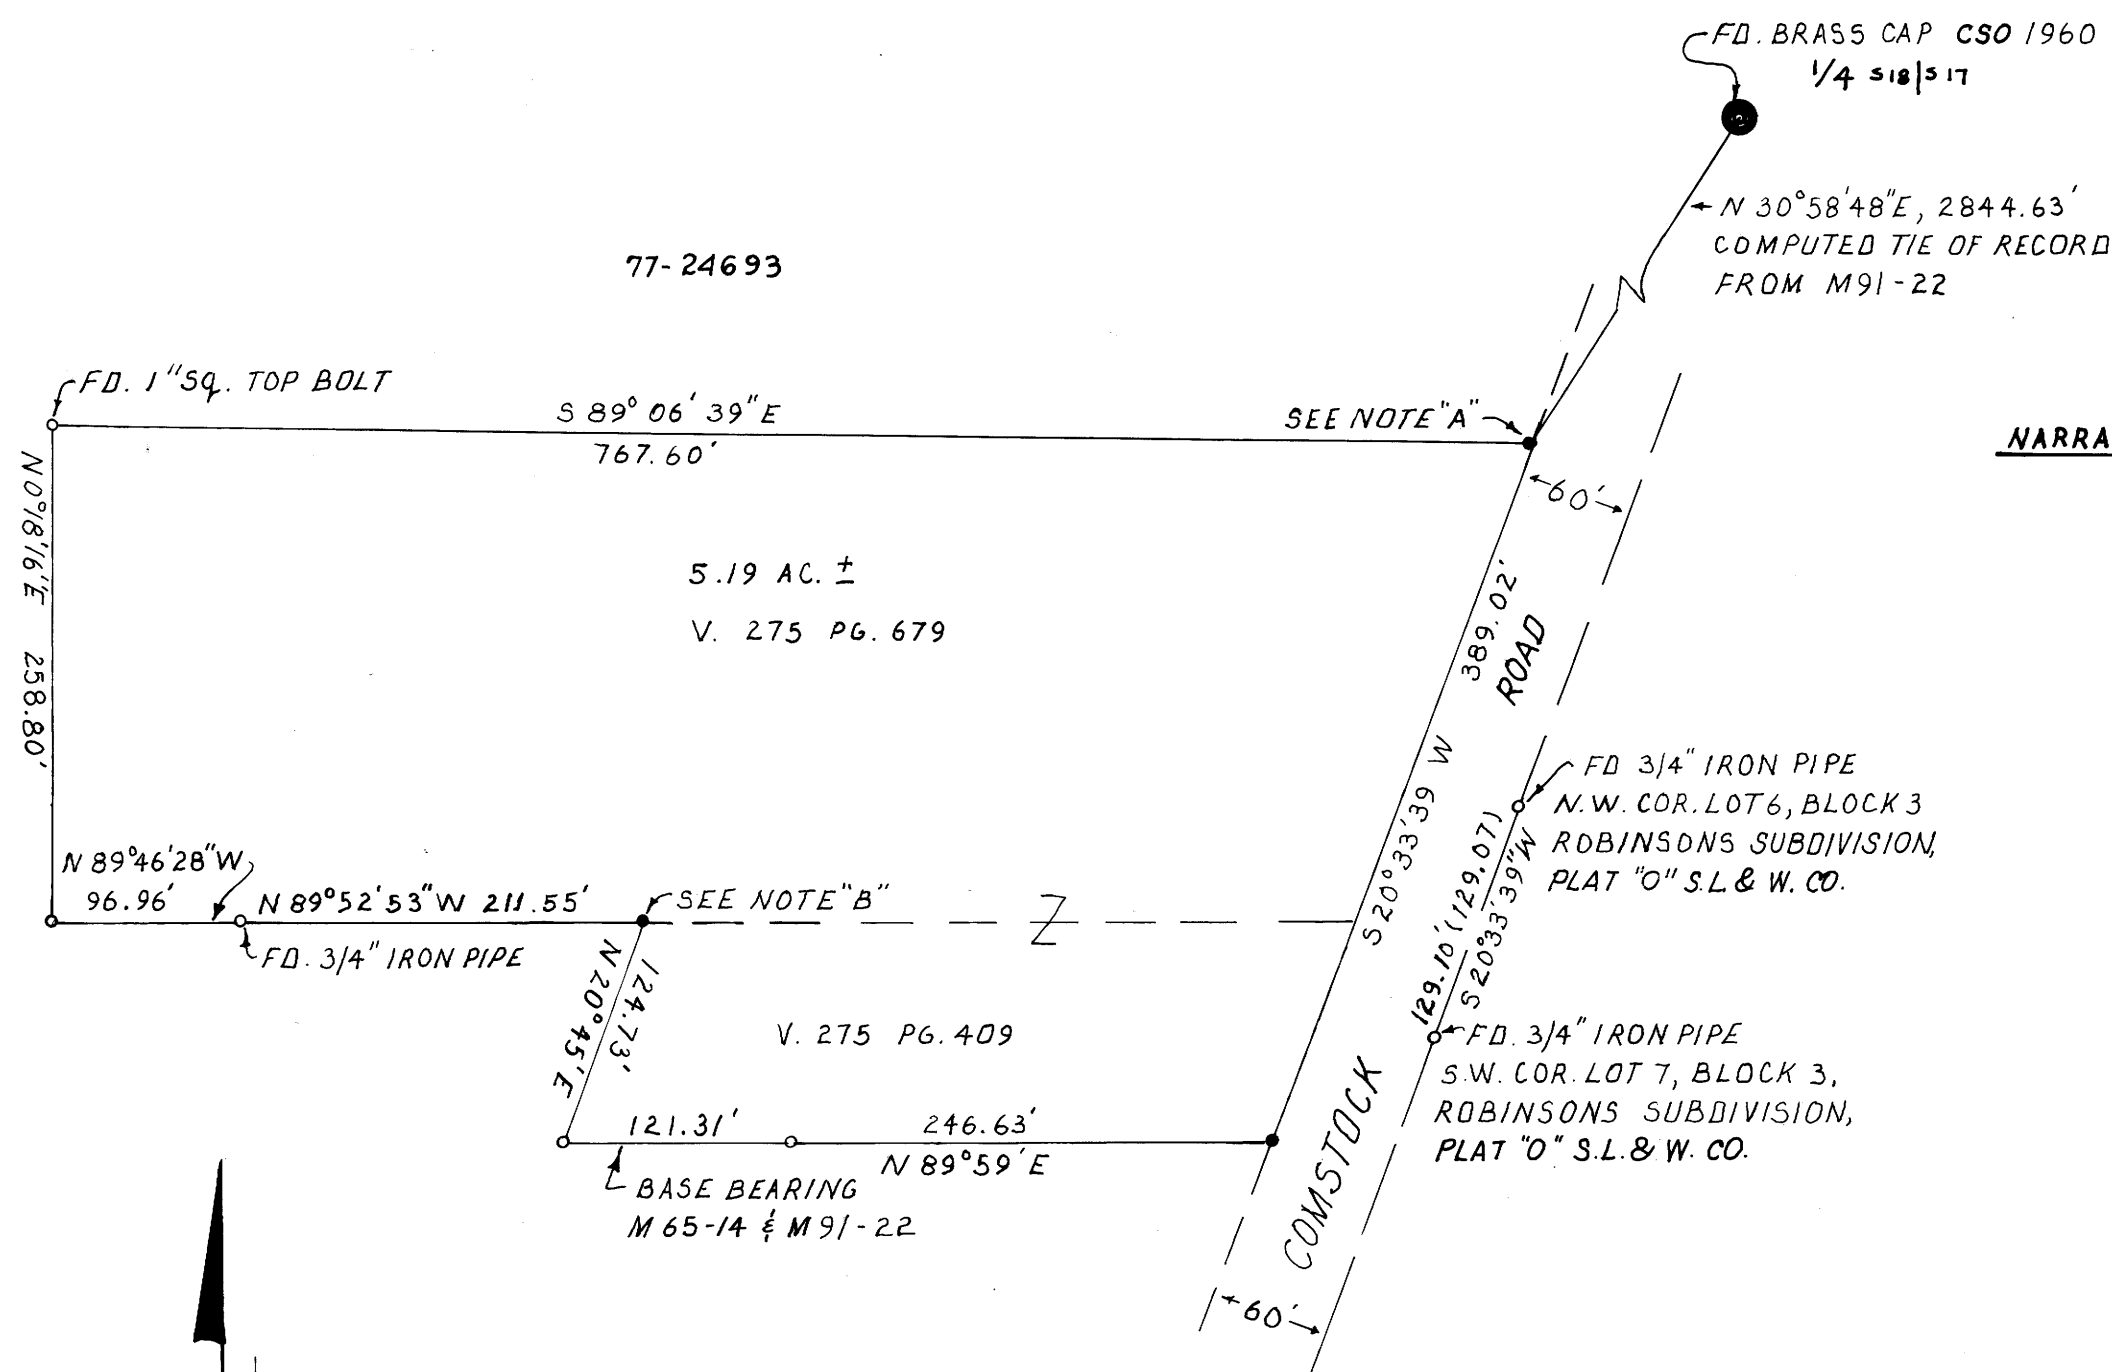 FD. BRASS CAP CSO 1960
1/4 S18|S17
N 30°58'48"E, 2844.63'
COMPUTED TIE OF RECORD
FROM M91-22
77-24693
FD. 1"Sq. TOP BOLT
S 89° 06' 39" E
767.60'
SEE NOTE "A"
NARRA
60'
N 0°18'16"E 258.80'
5.19 AC. ±
V. 275 PG. 679
S 20°33'39 W 389.02'
COMSTOCK ROAD
FD 3/4" IRON PIPE
N.W. COR. LOT 6, BLOCK 3
ROBINSONS SUBDIVISION,
PLAT "O" S.L. & W. CO.
129.10' (129.07)
S 20°33'39"W
N 89°46'28"W
96.96'
N 89°52'53"W 211.55'
SEE NOTE "B"
Z
FD. 3/4" IRON PIPE
124.73'
N 20°45' E
V. 275 PG. 409
FD. 3/4" IRON PIPE
S.W. COR. LOT 7, BLOCK 3,
ROBINSONS SUBDIVISION,
PLAT "O" S.L. & W. CO.
121.31'
246.63'
N 89°59' E
BASE BEARING
M 65-14 & M 91-22
60'